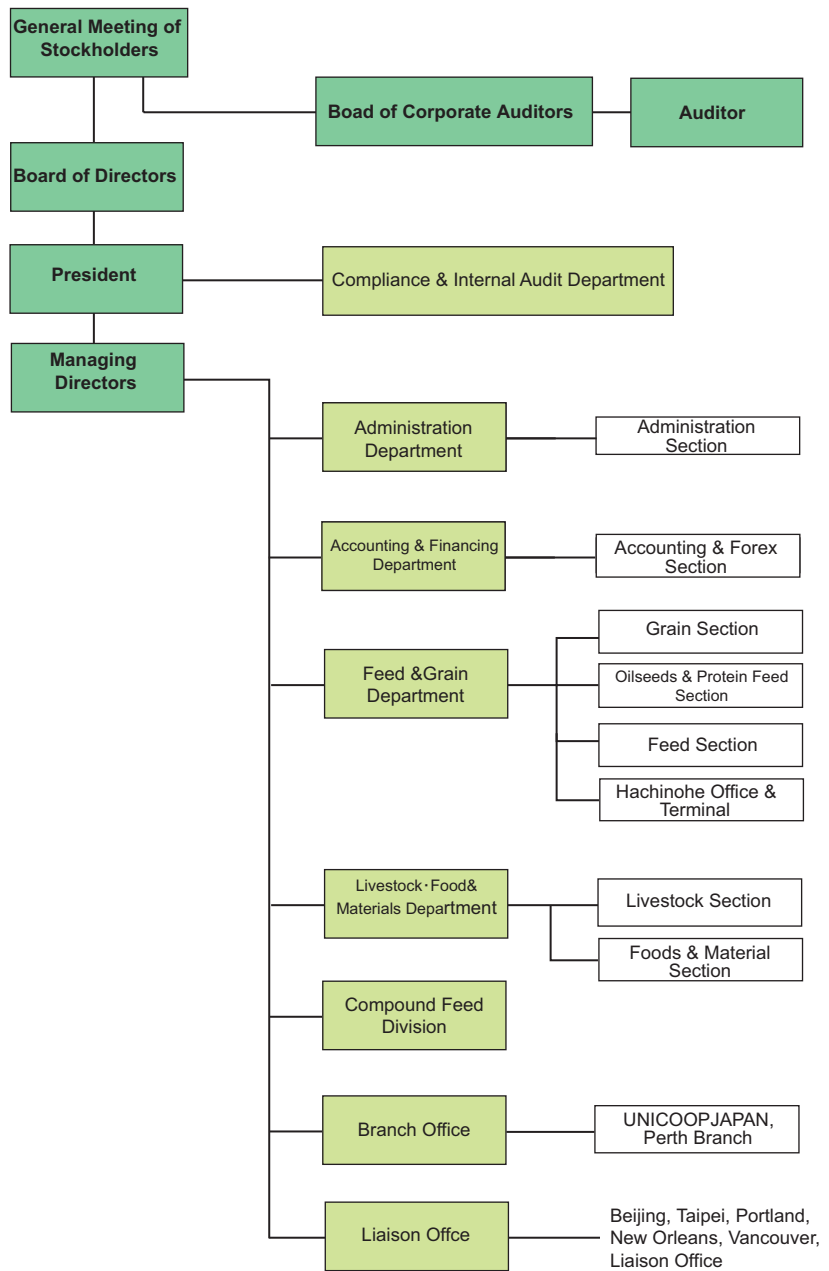 General Meeting of
Stockholders
Boad of Corporate Auditors
Auditor
Board of Directors
President
Compliance & Internal Audit Department
Managing
Directors
Administration
Department
Administration
Section
Accounting & Financing
Department
Accounting & Forex
Section
Feed &Grain
Department
Grain Section
Oilseeds & Protein Feed
Section
Feed Section
Hachinohe Office &
Terminal
Livestock･Food&
Materials Department
Livestock Section
Foods & Material
Section
Compound Feed
Division
Branch Office
UNICOOPJAPAN,
Perth Branch
Liaison Offce
Beijing, Taipei, Portland,
New Orleans, Vancouver,
Liaison Office